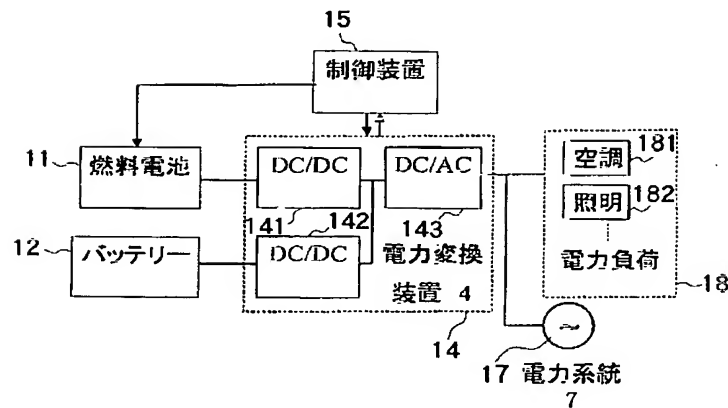 15
制御装置
11
燃料電池
DC/DC
DC/AC
空調
181
141
142
143
照明
182
12
バッテリー
DC/DC
電力変換
装置 4
電力負荷
18
14
17 電力系統
7